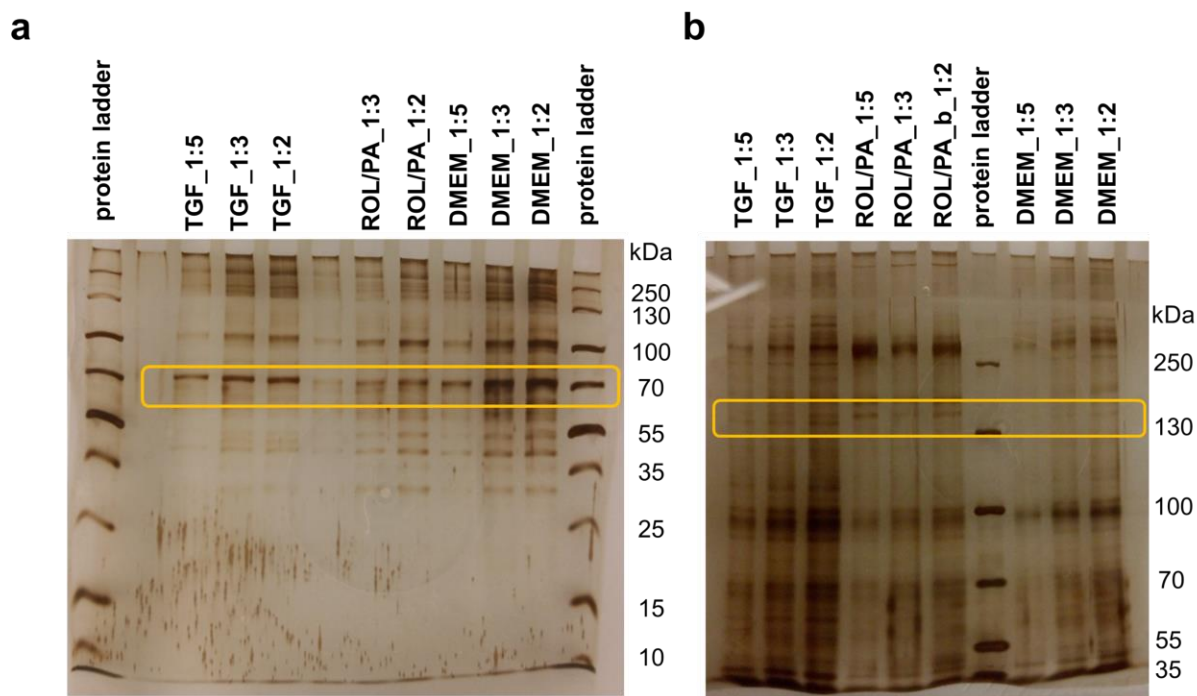 a
protein ladder
TGF_1:5
TGF_1:3
TGF_1:2
ROL/PA_1:3
ROL/PA_1:2
DMEM_1:5
DMEM_1:3
DMEM_1:2
protein ladder
kDa
250
130
100
70
55
35
25
15
10
b
TGF_1:5
TGF_1:3
TGF_1:2
ROL/PA_1:5
ROL/PA_1:3
ROL/PA_b_1:2
protein ladder
DMEM_1:5
DMEM_1:3
DMEM_1:2
kDa
250
130
100
70
55
35